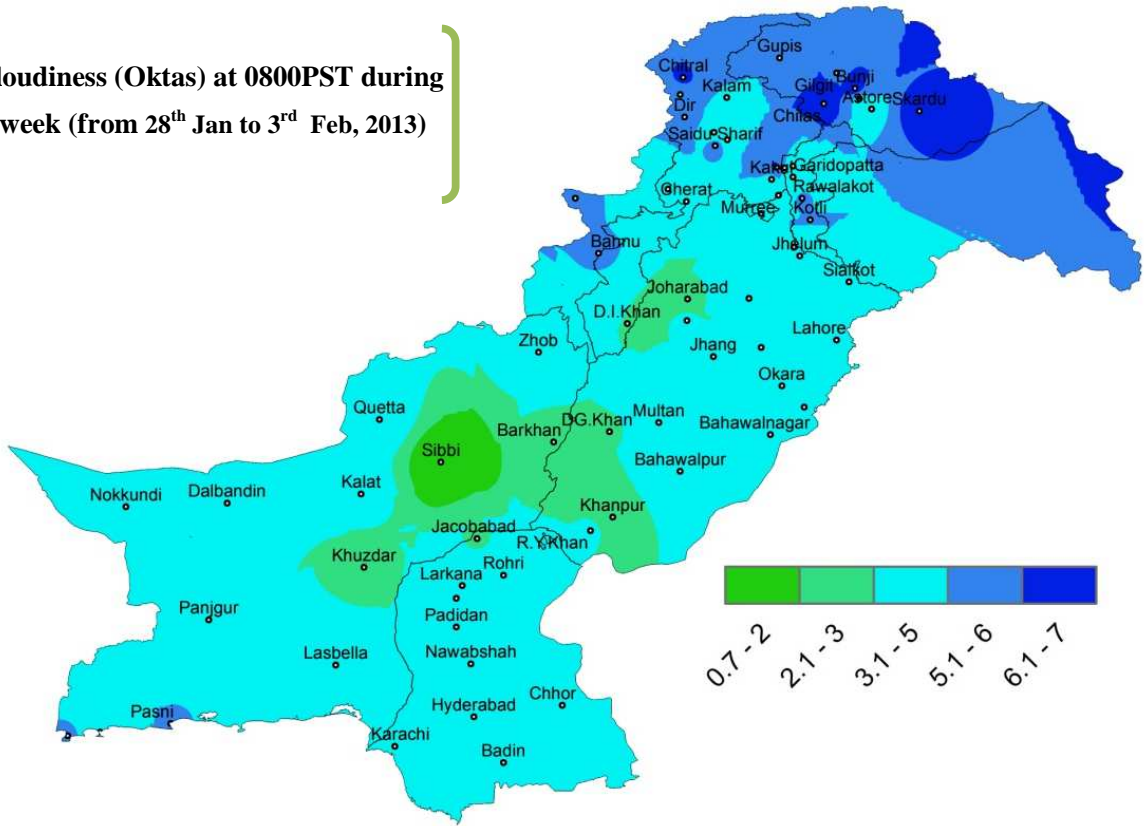 loudiness (Oktas) at 0800PST during
week (from 28th Jan to 3rd Feb, 2013)
Gupis
Chitral
Kalam
Gilgit
Bunji
Dir
Astore
Skardu
Chilas
Saidu Sharif
Garidopatta
Cherat
Rawalakot
Murree
Kotli
Bannu
Jhelum
Sialkot
Joharabad
D.I.Khan
Lahore
Zhob
Jhang
Okara
Quetta
DG.Khan
Multan
Barkhan
Bahawalnagar
Sibbi
Bahawalpur
Nokkundi
Dalbandin
Kalat
Khanpur
Jacobabad
R.Y.Khan
Khuzdar
Larkana
Rohri
Panjgur
Padidan
Lasbella
Nawabshah
Chhor
Pasni
Hyderabad
Karachi
Badin
0.7 - 2
2.1 - 3
3.1 - 5
5.1 - 6
6.1 - 7